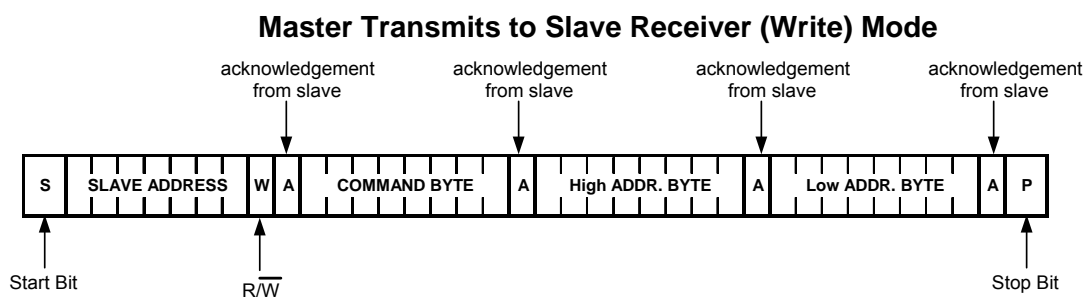 Master Transmits to Slave Receiver (Write) Mode
acknowledgement from slave
acknowledgement from slave
acknowledgement from slave
acknowledgement from slave
S SLAVE ADDRESS W A COMMAND BYTE A High ADDR. BYTE A Low ADDR. BYTE A P
Start Bit
R/W̅
Stop Bit